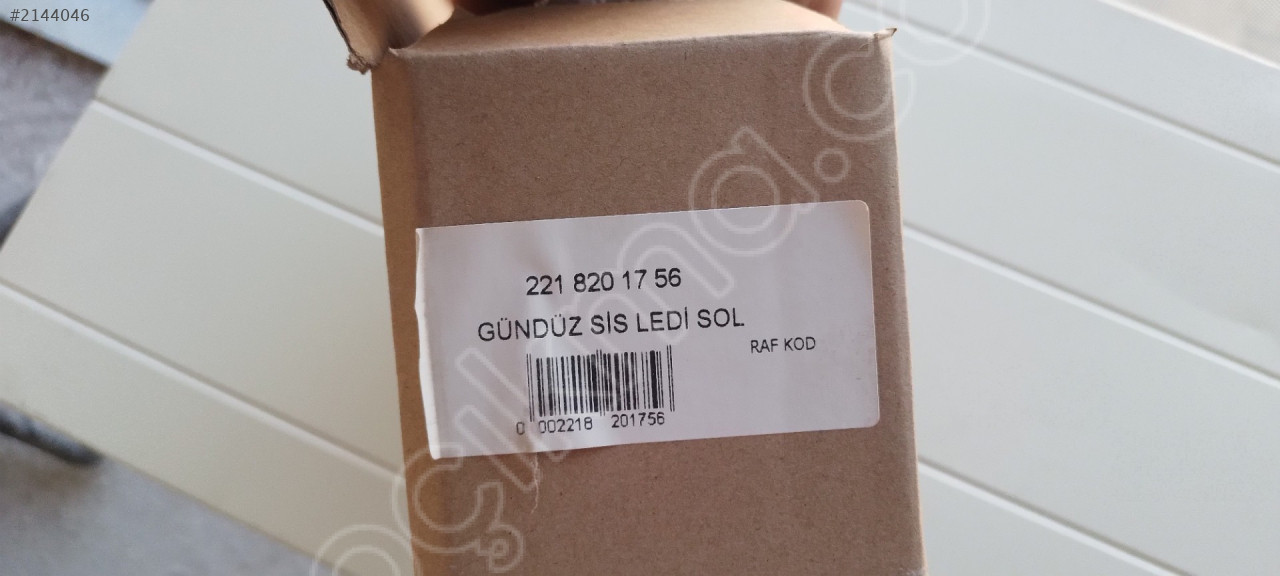 #2144046
221 820 17 56
GÜNDÜZ SİS LEDİ SOL
RAF KOD
0 002218 201756